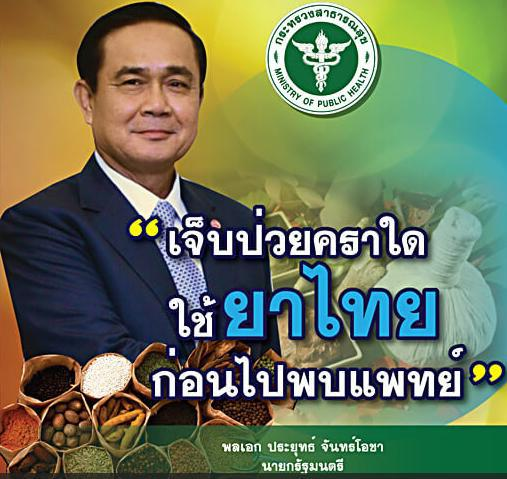 กระทรวงสาธารณสุข
MINISTRY OF PUBLIC HEALTH
“เจ็บป่วยคราใด
ใช้ ยาไทย
ก่อนไปพบแพทย์”
พลเอก ประยุทธ์ จันทร์โอชา
นายกรัฐมนตรี